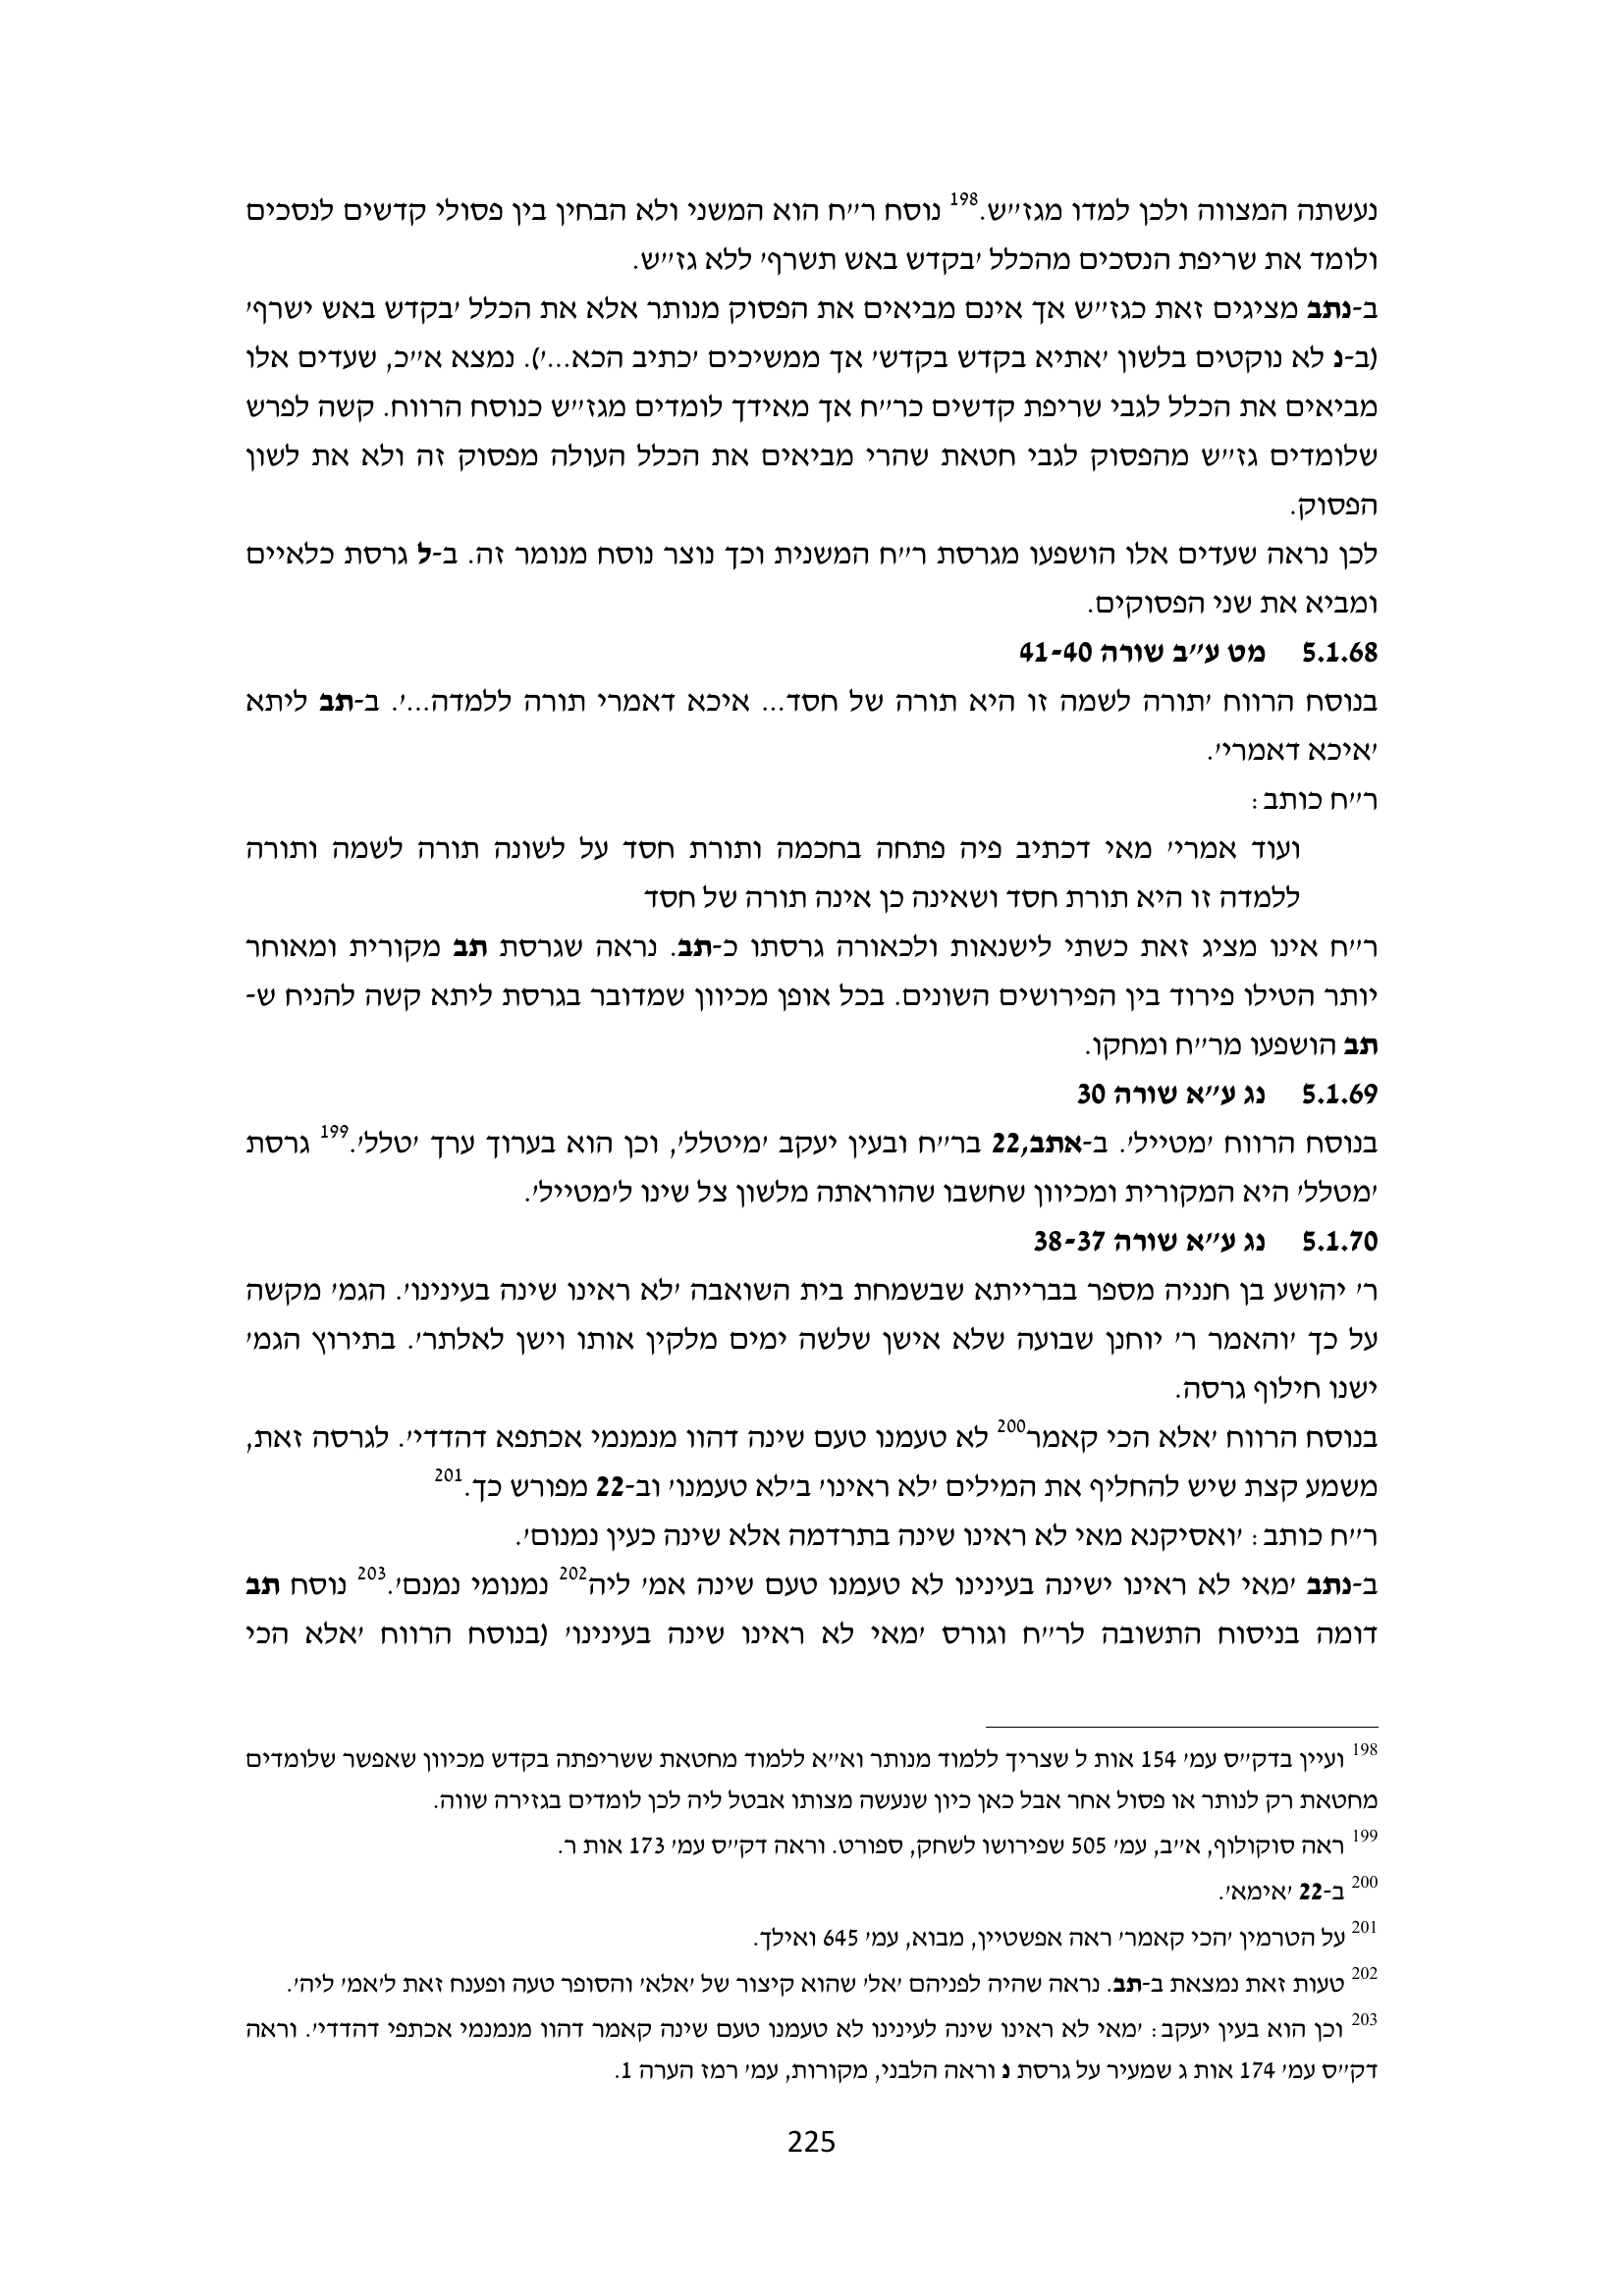 נעשתה המצווה ולכן למדו מגז״ש.198 נוסח ר״ח הוא המשני ולא הבחין בין פסולי קדשים לנסכים
ולומד את שריפת הנסכים מהכלל ׳בקדש באש תשרף׳ ללא גז״ש.
ב-נתב מציגים זאת כגז״ש אך אינם מביאים את הפסוק מנותר אלא את הכלל ׳בקדש באש ישרף׳
(ב-נ לא נוקטים בלשון ׳אתיא בקדש בקדש׳ אך ממשיכים ׳כתיב הכא...׳). נמצא א״כ, שעדים אלו
מביאים את הכלל לגבי שריפת קדשים כר״ח אך מאידך לומדים מגז״ש כנוסח הרווח. קשה לפרש
שלומדים גז״ש מהפסוק לגבי חטאת שהרי מביאים את הכלל העולה מפסוק זה ולא את לשון
הפסוק.
לכן נראה שעדים אלו הושפעו מגרסת ר״ח המשנית וכך נוצר נוסח מנומר זה. ב-ל גרסת כלאיים
ומביא את שני הפסוקים.
5.1.68 מט ע״ב שורה 41-40
בנוסח הרווח ׳תורה לשמה זו היא תורה של חסד... איכא דאמרי תורה ללמדה...׳. ב-תב ליתא
׳איכא דאמרי׳.
ר״ח כותב:
ועוד אמרי׳ מאי דכתיב פיה פתחה בחכמה ותורת חסד על לשונה תורה לשמה ותורה
ללמדה זו היא תורת חסד ושאינה כן אינה תורה של חסד
ר״ח אינו מציג זאת כשתי לישנאות ולכאורה גרסתו כ-תב. נראה שגרסת תב מקורית ומאוחר
יותר הטילו פירוד בין הפירושים השונים. בכל אופן מכיוון שמדובר בגרסת ליתא קשה להניח ש-
תב הושפעו מר״ח ומחקו.
5.1.69 נג ע״א שורה 30
בנוסח הרווח ׳מטייל׳. ב-אתב,22 בר״ח ובעין יעקב ׳מיטלל׳, וכן הוא בערוך ערך ׳טלל׳.199 גרסת
׳מטלל׳ היא המקורית ומכיוון שחשבו שהוראתה מלשון צל שינו ל׳מטייל׳.
5.1.70 נג ע״א שורה 38-37
ר׳ יהושע בן חנניה מספר בברייתא שבשמחת בית השואבה ׳לא ראינו שינה בעינינו׳. הגמ׳ מקשה
על כך ׳והאמר ר׳ יוחנן שבועה שלא אישן שלשה ימים מלקין אותו וישן לאלתר׳. בתירוץ הגמ׳
ישנו חילוף גרסה.
בנוסח הרווח ׳אלא הכי קאמר200 לא טעמנו טעם שינה דהוו מנמנמי אכתפא דהדדי׳. לגרסה זאת,
משמע קצת שיש להחליף את המילים ׳לא ראינו׳ ב׳לא טעמנו׳ וב-22 מפורש כך.201
ר״ח כותב: ׳ואסיקנא מאי לא ראינו שינה בתרדמה אלא שינה כעין נמנום׳.
ב-נתב ׳מאי לא ראינו ישינה בעינינו לא טעמנו טעם שינה אמ׳ ליה202 נמנומי נמנם׳.203 נוסח תב
דומה בניסוח התשובה לר״ח וגורס ׳מאי לא ראינו שינה בעינינו׳ (בנוסח הרווח ׳אלא הכי
198 ועיין בדק״ס עמ׳ 154 אות ל שצריך ללמוד מנותר וא״א ללמוד מחטאת ששריפתה בקדש מכיוון שאפשר שלומדים
מחטאת רק לנותר או פסול אחר אבל כאן כיון שנעשה מצותו אבטל ליה לכן לומדים בגזירה שווה.
199 ראה סוקולוף, א״ב, עמ׳ 505 שפירושו לשחק, ספורט. וראה דק״ס עמ׳ 173 אות ר.
200 ב-22 ׳אימא׳.
201 על הטרמין ׳הכי קאמר׳ ראה אפשטיין, מבוא, עמ׳ 645 ואילך.
202 טעות זאת נמצאת ב-תב. נראה שהיה לפניהם ׳אל׳ שהוא קיצור של ׳אלא׳ והסופר טעה ופענח זאת ל׳אמ׳ ליה׳.
203 וכן הוא בעין יעקב: ׳מאי לא ראינו שינה לעינינו לא טעמנו טעם שינה קאמר דהוו מנמנמי אכתפי דהדדי׳. וראה
דק״ס עמ׳ 174 אות ג שמעיר על גרסת נ וראה הלבני, מקורות, עמ׳ רמז הערה 1.
225